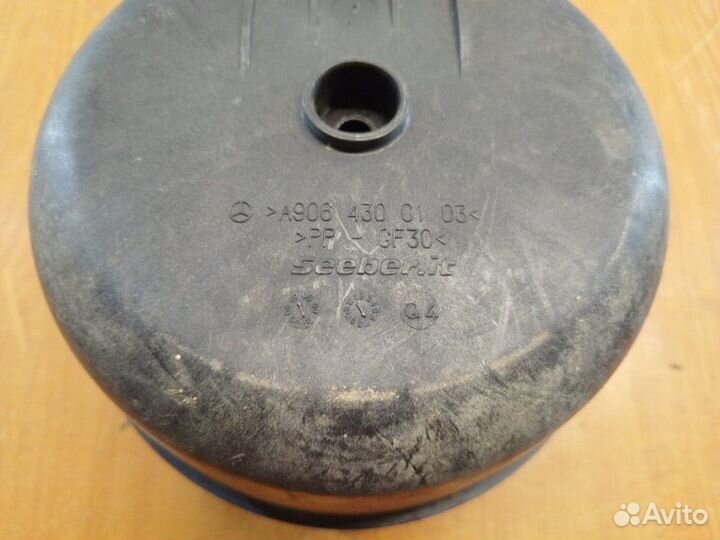 >A906 430 01 03<
>PP - GF30<
seeber.it
Q4
Avito